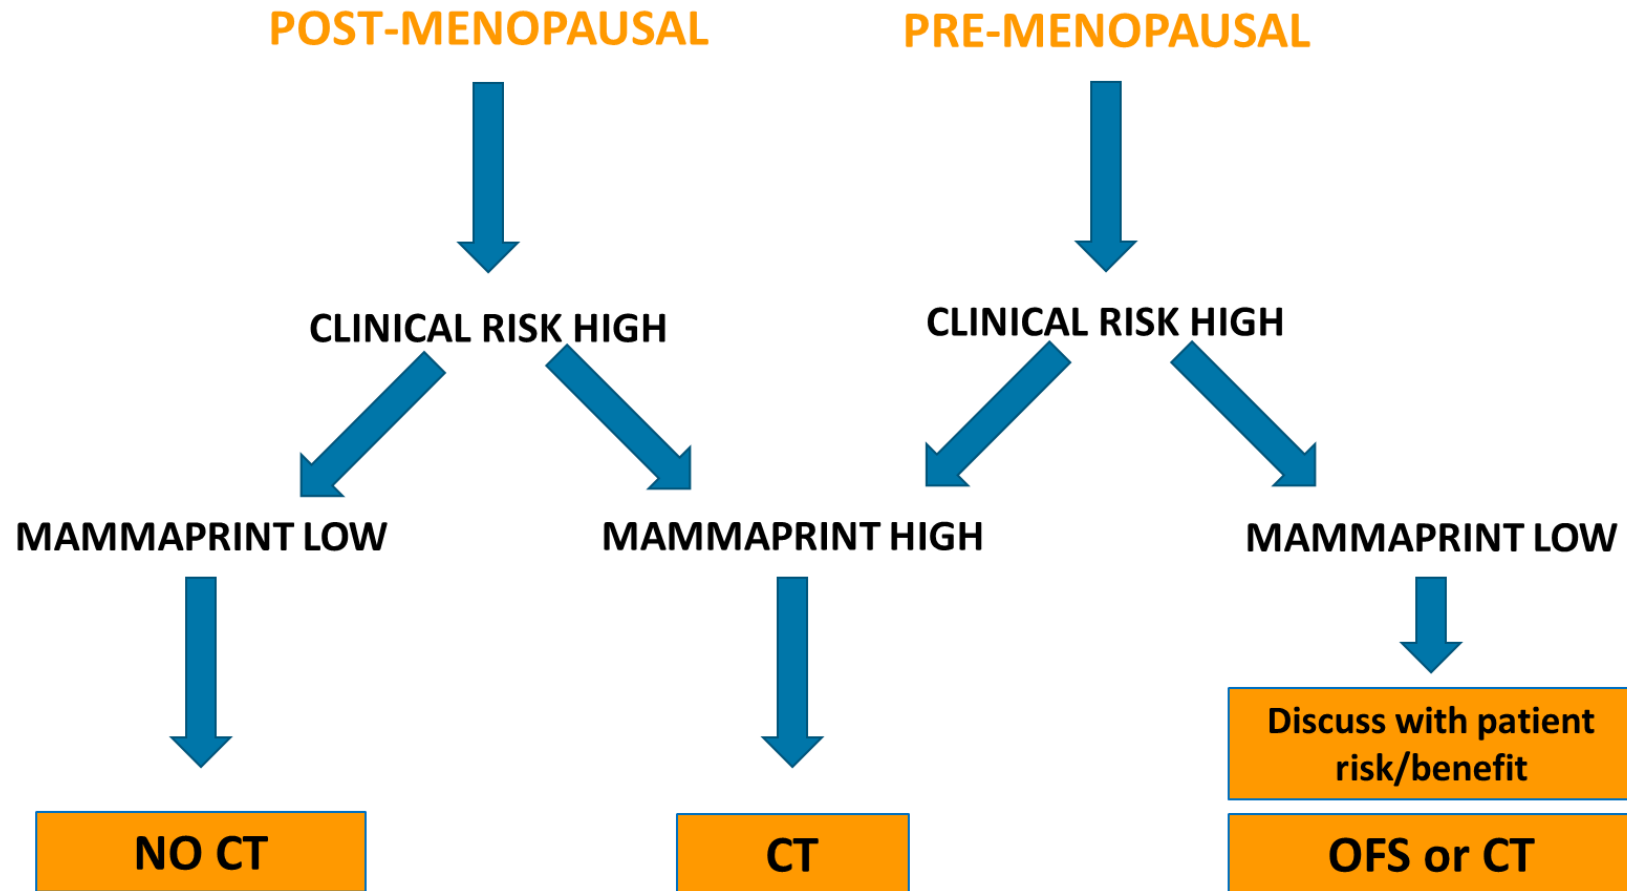 POST-MENOPAUSAL
PRE-MENOPAUSAL
CLINICAL RISK HIGH
CLINICAL RISK HIGH
MAMMAPRINT LOW
MAMMAPRINT HIGH
MAMMAPRINT LOW
Discuss with patient
risk/benefit
NO CT
CT
OFS or CT